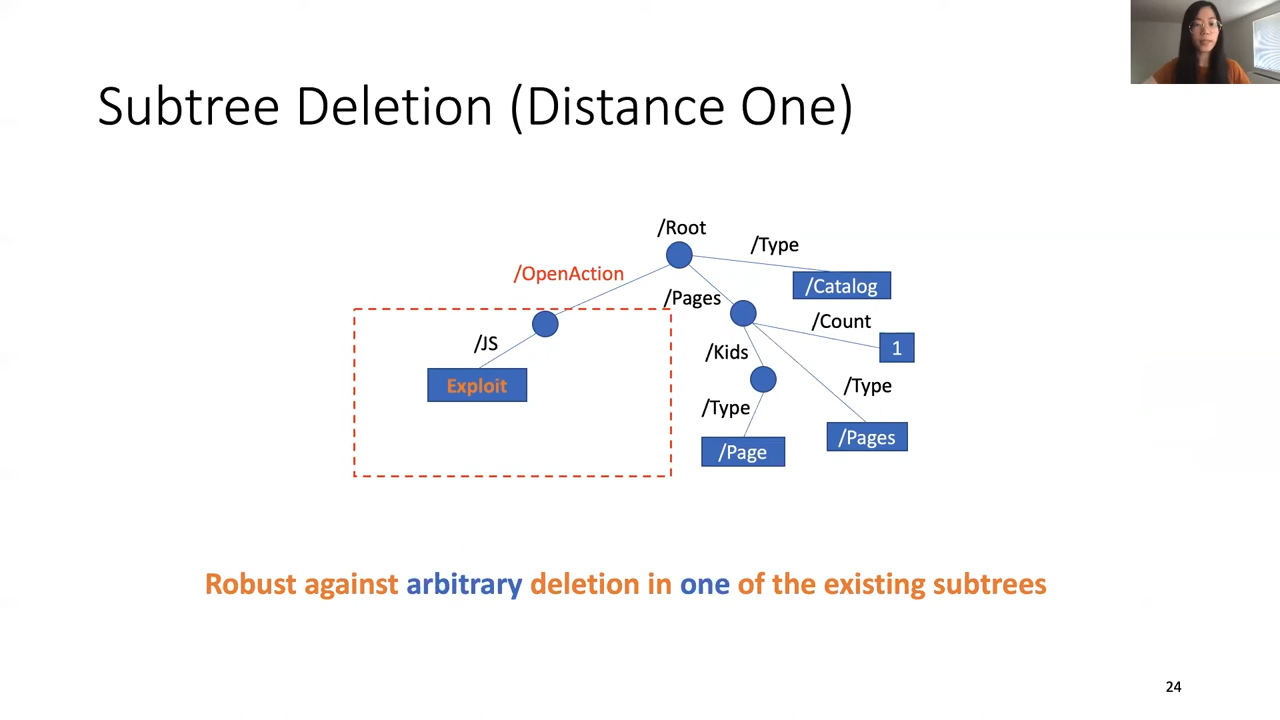 Subtree Deletion (Distance One)
/Root
/Type
/OpenAction
/Catalog
/Pages
/Count
/JS
/Kids
1
Exploit
/Type
/Type
/Page
/Pages
Robust against arbitrary deletion in one of the existing subtrees
24